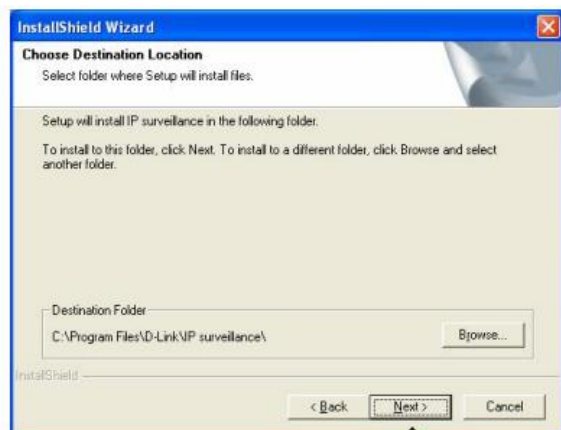 InstallShield Wizard
Choose Destination Location
Select folder where Setup will install files.
Setup will install IP surveillance in the following folder.
To install to this folder, click Next. To install to a different folder, click Browse and select
another folder.
Destination Folder
C:\Program Files\D-Link\IP surveillance\
Browse...
InstallShield
< Back
Next >
Cancel